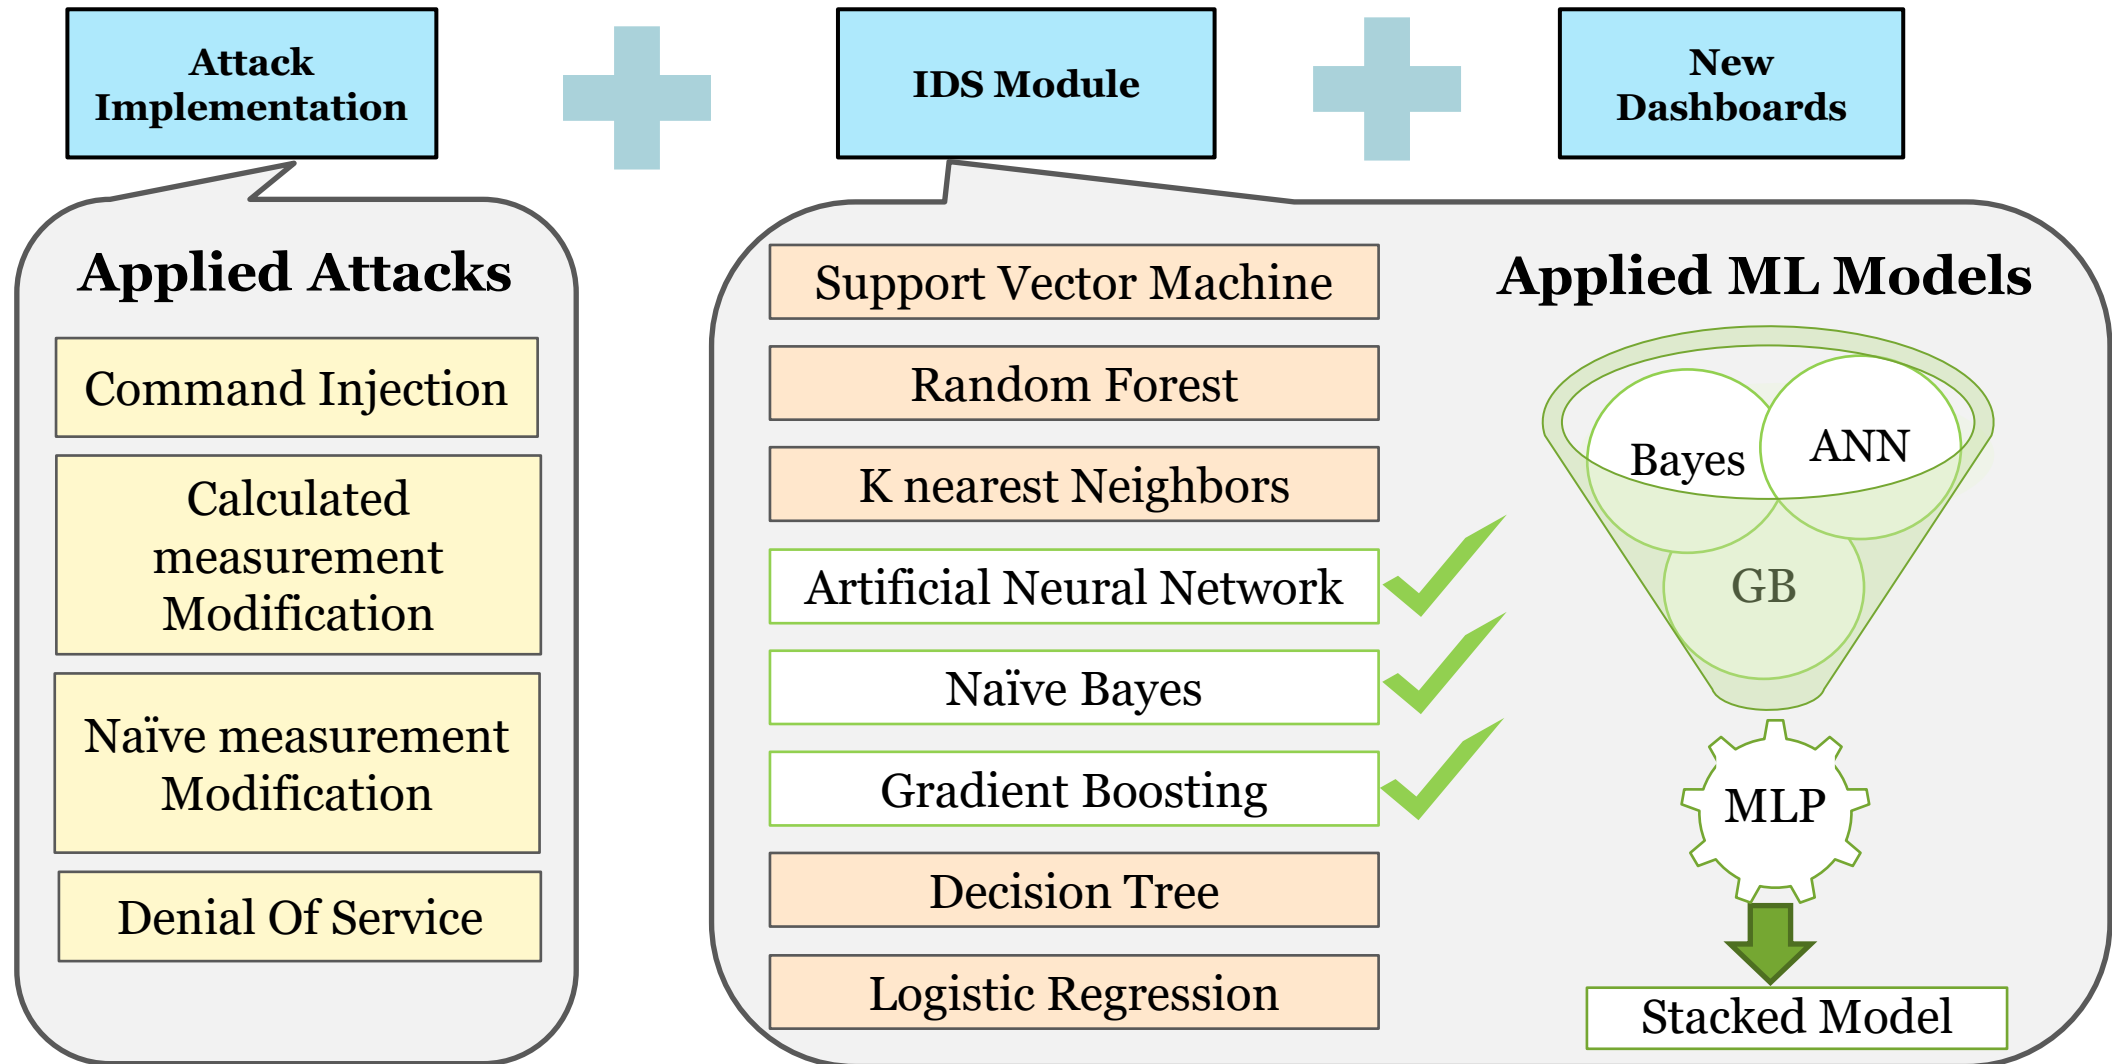 Attack
Implementation
IDS Module
New
Dashboards
Applied Attacks
Command Injection
Calculated
measurement
Modification
Naïve measurement
Modification
Denial Of Service
Support Vector Machine
Random Forest
K nearest Neighbors
Artificial Neural Network
Naïve Bayes
Gradient Boosting
Decision Tree
Logistic Regression
Applied ML Models
Bayes
ANN
GB
MLP
Stacked Model